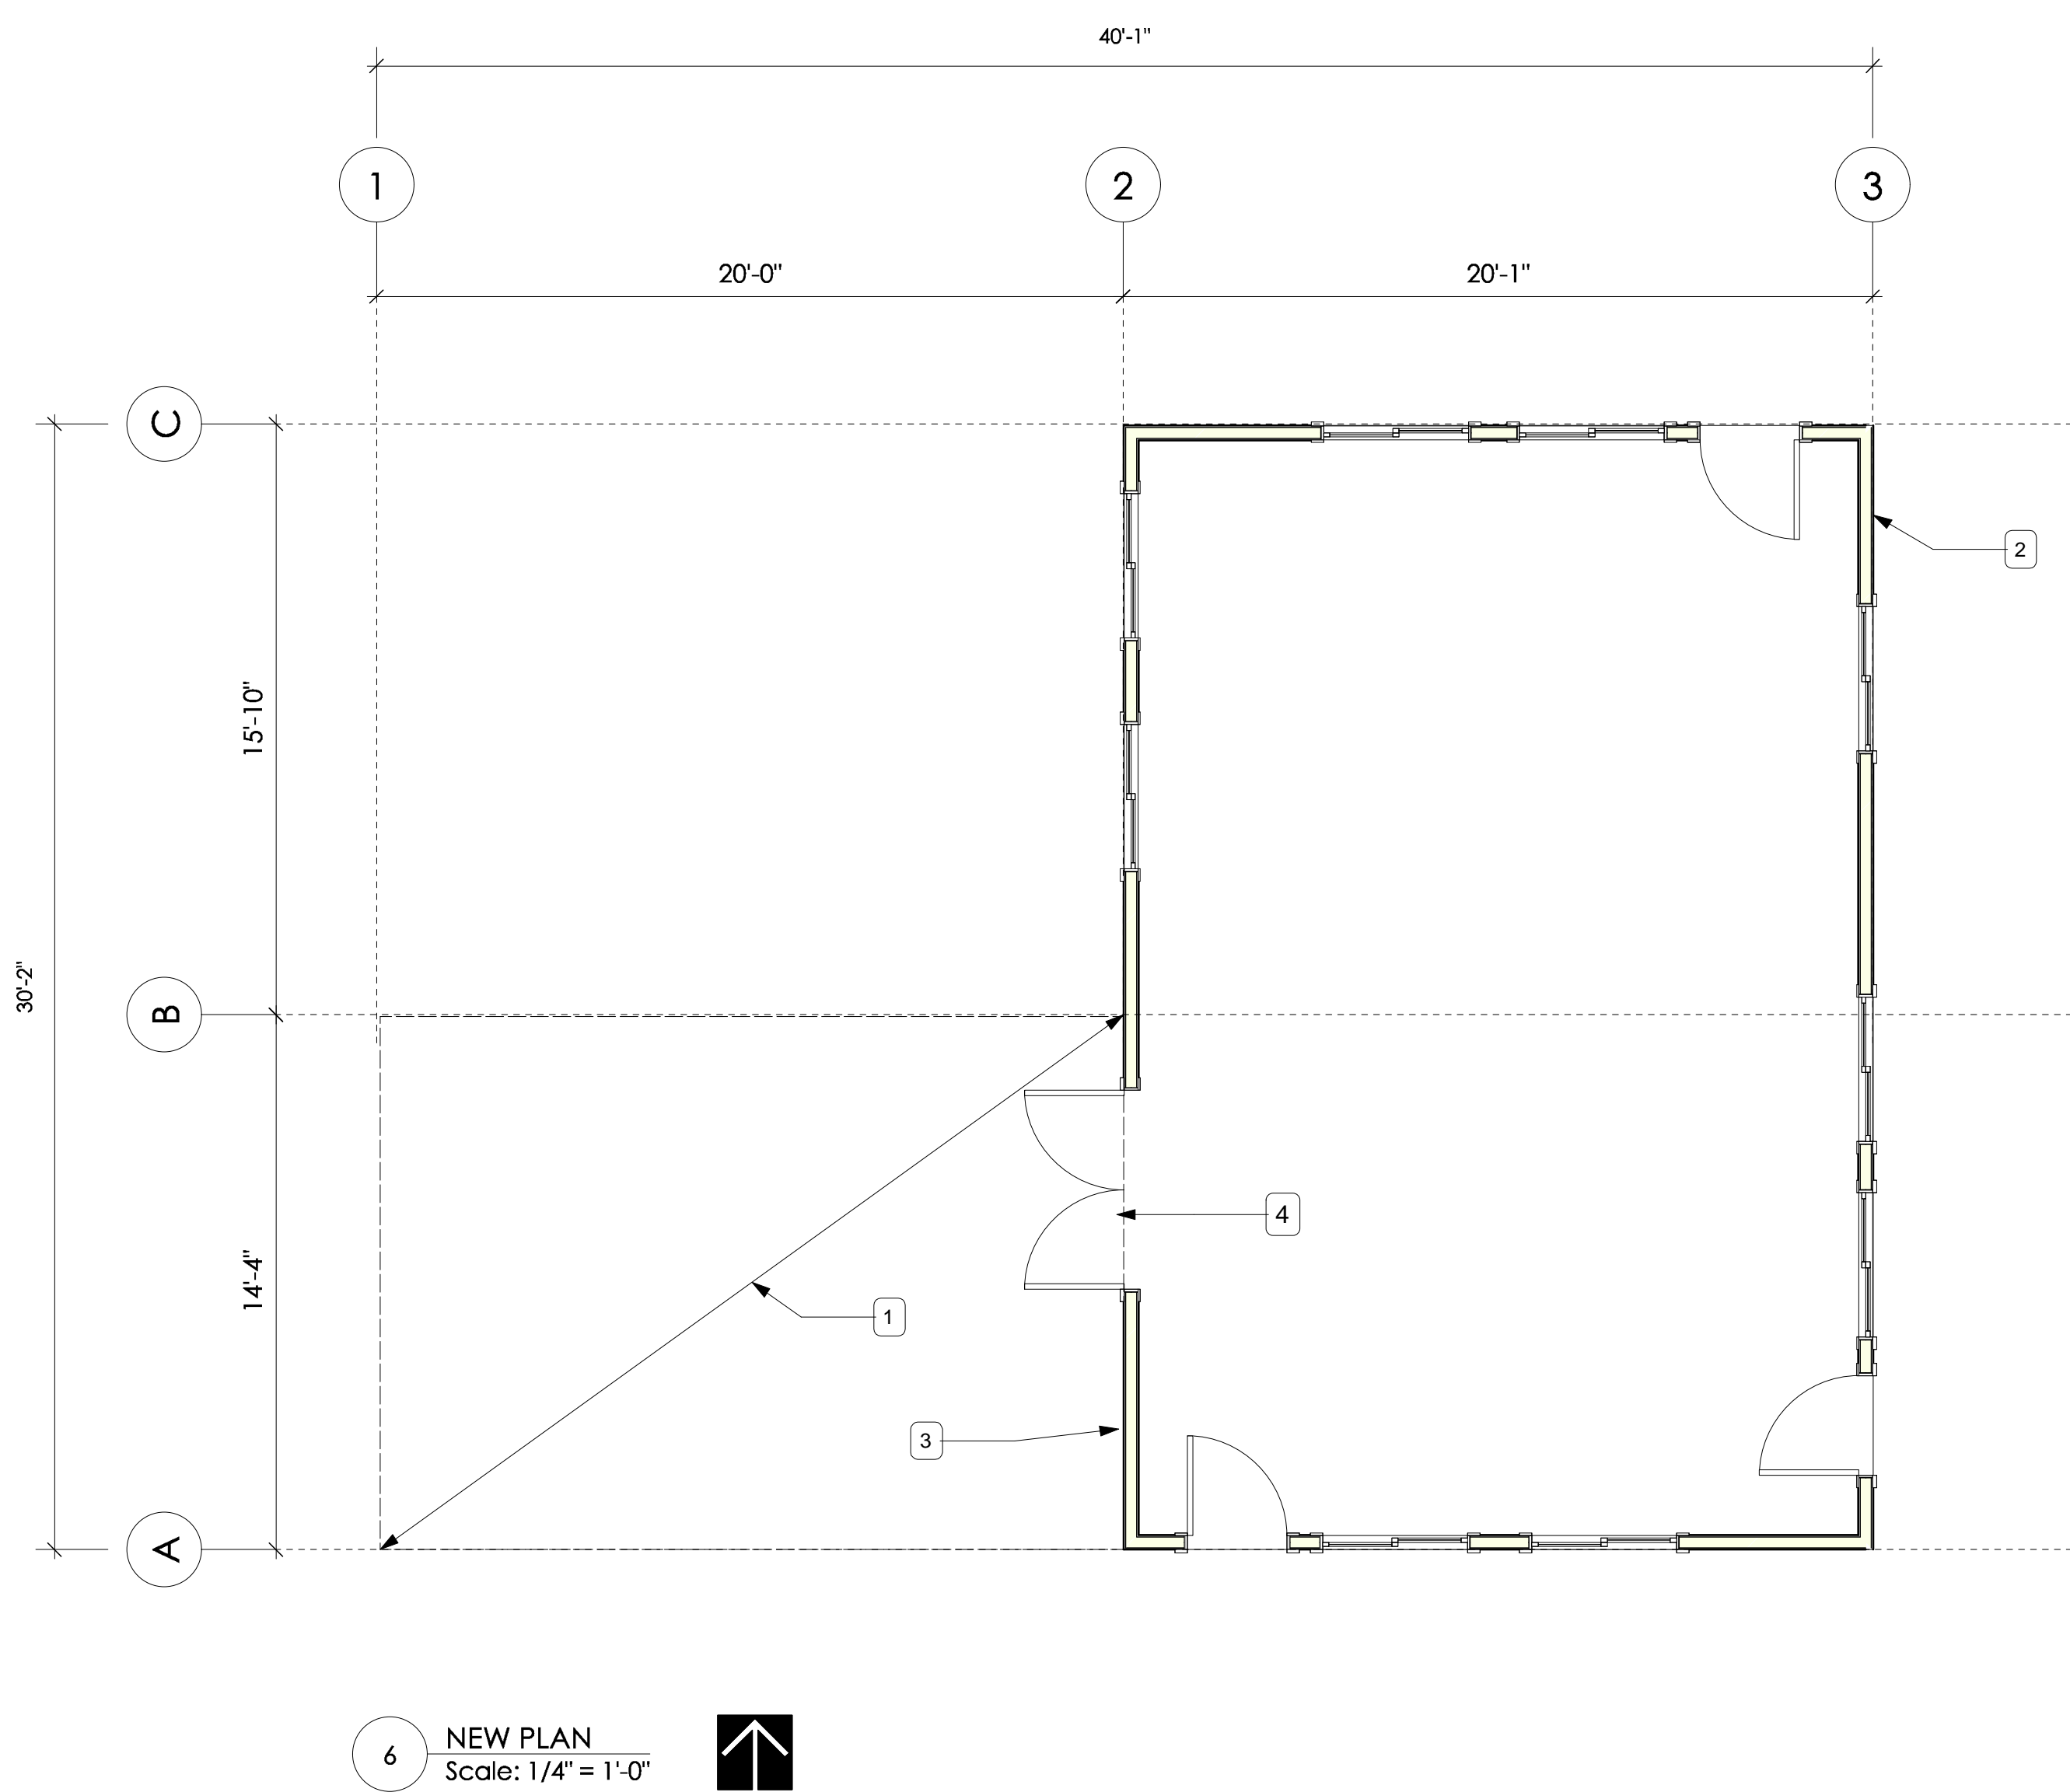 40'-1"
1
2
3
20'-0"
20'-1"
C
2
15'-10"
30'-2"
B
4
14'-4"
1
3
A
6
NEW PLAN
Scale: 1/4" = 1'-0"